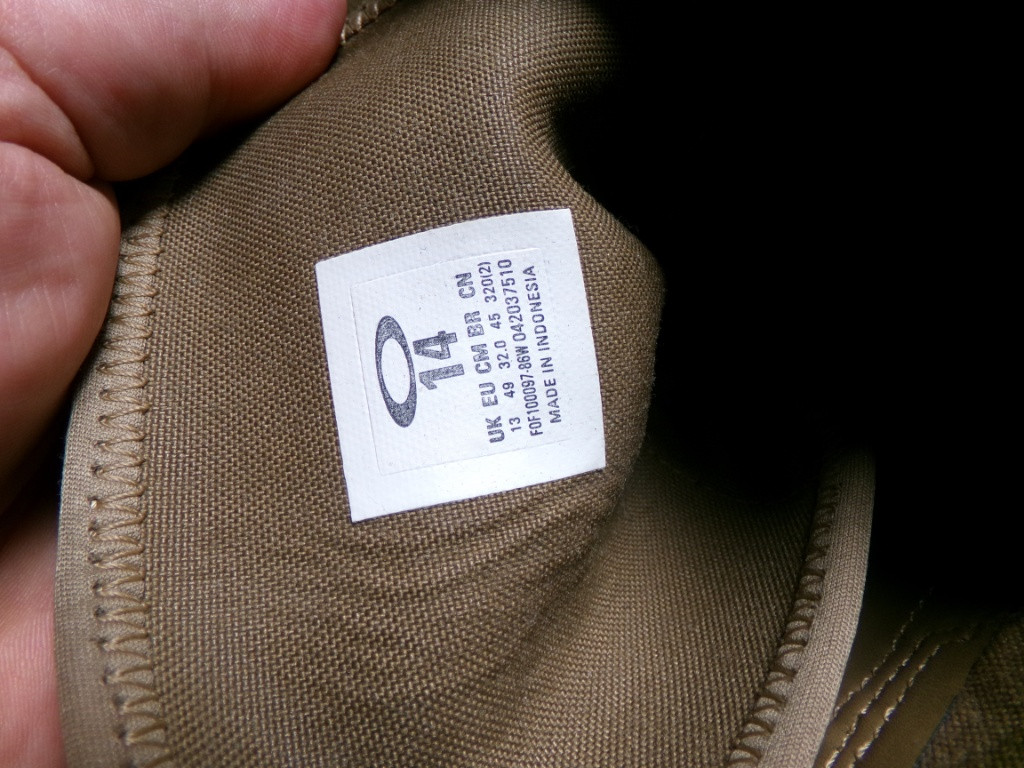 14
UK EU CM BR CN
13 49 32.0 45 320(2)
FOF100097-86W 042037510
MADE IN INDONESIA